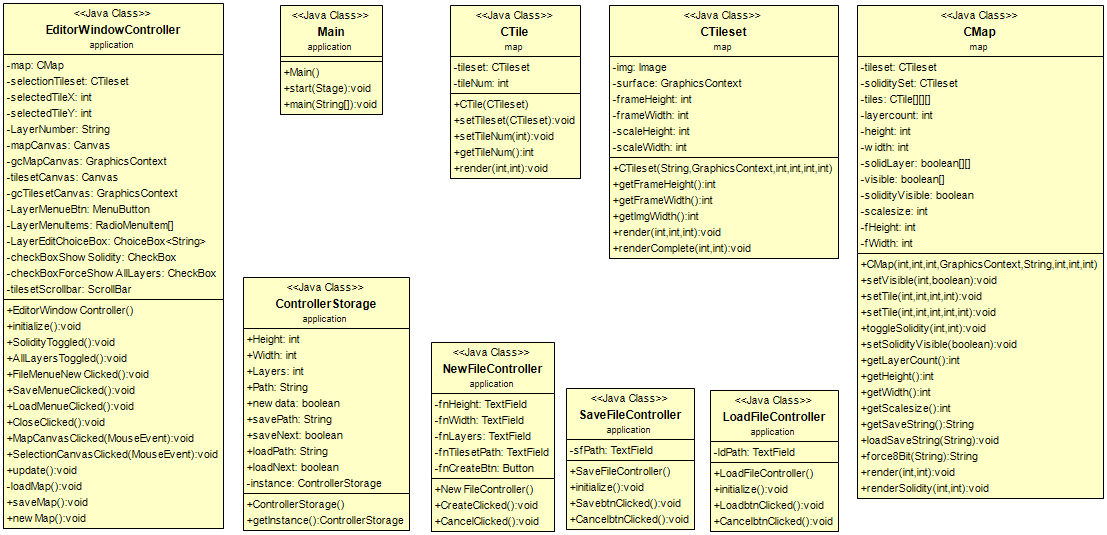 <<Java Class>>
EditorWindowController
application
-map: CMap
-selectionTileset: CTileset
-selectedTileX: int
-selectedTileY: int
-LayerNumber: String
-mapCanvas: Canvas
-gcMapCanvas: GraphicsContext
-tilesetCanvas: Canvas
-gcTilesetCanvas: GraphicsContext
-LayerMenueBtn: MenuButton
-LayerMenuItems: RadioMenuItem[]
-LayerEditChoiceBox: ChoiceBox<String>
-checkBoxShowSolidity: CheckBox
-checkBoxForceShowAllLayers: CheckBox
-tilesetScrollbar: ScrollBar
+EditorWindowController()
+initialize():void
+SolidityToggled():void
+AllLayersToggled():void
+FileMenueNewClicked():void
+SaveMenueClicked():void
+LoadMenueClicked():void
+CloseClicked():void
+MapCanvasClicked(MouseEvent):void
+SelectionCanvasClicked(MouseEvent):void
+update():void
-loadMap():void
+saveMap():void
+newMap():void
<<Java Class>>
Main
application
+Main()
+start(Stage):void
+main(String[]):void
<<Java Class>>
CTile
map
-tileset: CTileset
-tileNum: int
+CTile(CTileset)
+setTileset(CTileset):void
+setTileNum(int):void
+getTileNum():int
+render(int,int):void
<<Java Class>>
CTileset
map
-img: Image
-surface: GraphicsContext
-frameHeight: int
-frameWidth: int
-scaleHeight: int
-scaleWidth: int
+CTileset(String,GraphicsContext,int,int,int,int)
+getFrameHeight():int
+getFrameWidth():int
+getImgWidth():int
+render(int,int,int):void
+renderComplete(int,int):void
<<Java Class>>
CMap
map
-tileset: CTileset
-soliditySet: CTileset
-tiles: CTile[][][]
-layercount: int
-height: int
-width: int
-solidLayer: boolean[][]
-visible: boolean[]
-solidityVisible: boolean
-scalesize: int
-fHeight: int
-fWidth: int
+CMap(int,int,int,GraphicsContext,String,int,int,int)
+setVisible(int,boolean):void
+setTile(int,int,int,int):void
+setTile(int,int,int,int,int):void
+toggleSolidity(int,int):void
+setSolidityVisible(boolean):void
+getLayerCount():int
+getHeight():int
+getWidth():int
+getScalesize():int
+getSaveString():String
+loadSaveString(String):void
+force8Bit(String):String
+render(int,int):void
+renderSolidity(int,int):void
<<Java Class>>
ControllerStorage
application
+Height: int
+Width: int
+Layers: int
+Path: String
+newdata: boolean
+savePath: String
+saveNext: boolean
+loadPath: String
+loadNext: boolean
-instance: ControllerStorage
+ControllerStorage()
+getInstance():ControllerStorage
<<Java Class>>
NewFileController
application
-fnHeight: TextField
-fnWidth: TextField
-fnLayers: TextField
-fnTilesetPath: TextField
-fnCreateBtn: Button
+NewFileController()
+CreateClicked():void
+CancelClicked():void
<<Java Class>>
SaveFileController
application
-sfPath: TextField
+SaveFileController()
+initialize():void
+SavebtnClicked():void
+CancelbtnClicked():void
<<Java Class>>
LoadFileController
application
-ldPath: TextField
+LoadFileController()
+initialize():void
+LoadbtnClicked():void
+CancelbtnClicked():void